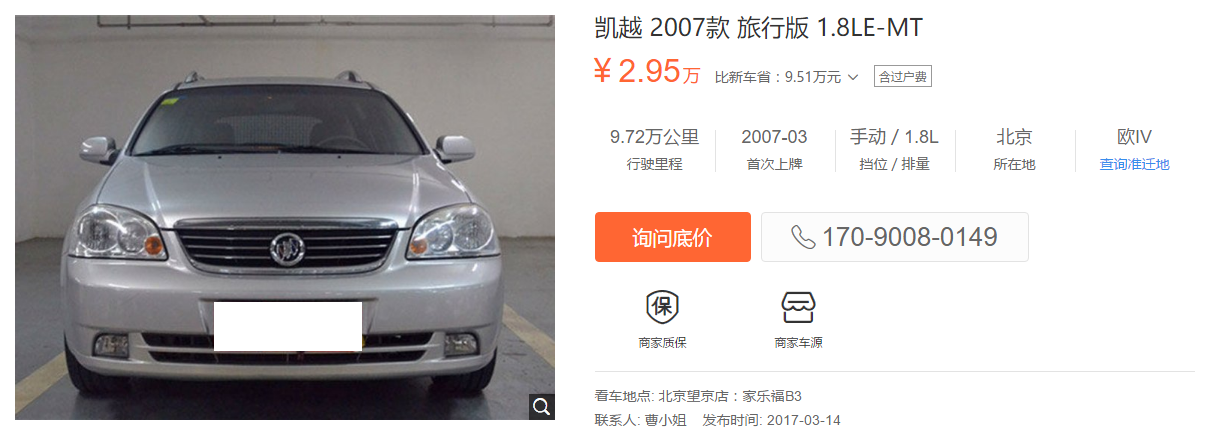 凯越 2007款 旅行版 1.8LE-MT
¥ 2.95 万 比新车省：9.51万元 含过户费
9.72万公里 2007-03 手动 / 1.8L 北京 欧IV
行驶里程 首次上牌 挡位 / 排量 所在地 查询准迁地
询问底价 170-9008-0149
保
商家质保 商家车源
看车地点: 北京望京店：家乐福B3
联系人: 曹小姐 发布时间: 2017-03-14